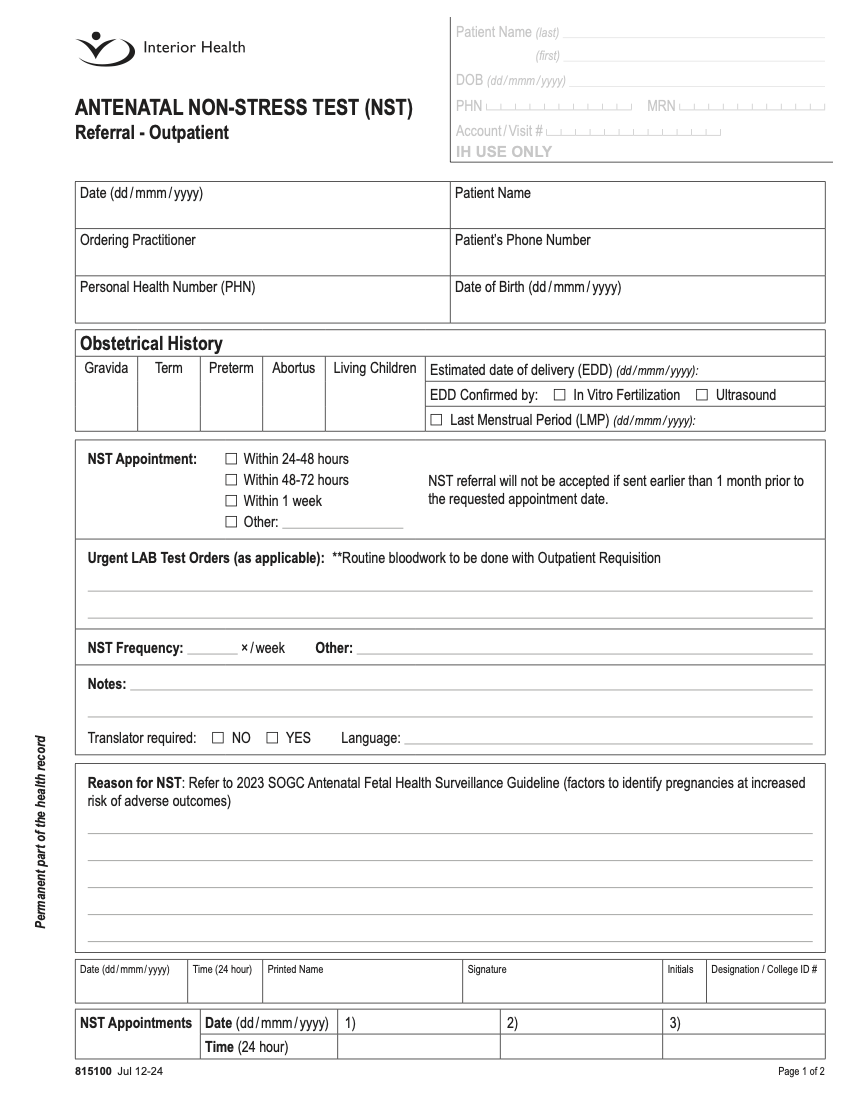 Interior Health
ANTENATAL NON-STRESS TEST (NST)
Referral - Outpatient
Patient Name (last)
(first)
DOB (dd/mmm/yyyy)
PHN MRN
Account/Visit #
IH USE ONLY
Date (dd/mmm/yyyy) Patient Name
Ordering Practitioner Patient's Phone Number
Personal Health Number (PHN) Date of Birth (dd/mmm/yyyy)
Obstetrical History
Gravida Term Preterm Abortus Living Children
Estimated date of delivery (EDD) (dd/mmm/yyyy):
EDD Confirmed by: ☐ In Vitro Fertilization ☐ Ultrasound
☐ Last Menstrual Period (LMP) (dd/mmm/yyyy):
NST Appointment: ☐ Within 24-48 hours
☐ Within 48-72 hours
☐ Within 1 week
☐ Other:
NST referral will not be accepted if sent earlier than 1 month prior to
the requested appointment date.
Urgent LAB Test Orders (as applicable): **Routine bloodwork to be done with Outpatient Requisition
NST Frequency: ×/week Other:
Notes:
Translator required: ☐ NO ☐ YES Language:
Reason for NST: Refer to 2023 SOGC Antenatal Fetal Health Surveillance Guideline (factors to identify pregnancies at increased
risk of adverse outcomes)
Date (dd/mmm/yyyy) Time (24 hour) Printed Name Signature Initials Designation / College ID #
NST Appointments Date (dd/mmm/yyyy) 1) 2) 3)
Time (24 hour)
815100 Jul 12-24 Page 1 of 2
Permanent part of the health record